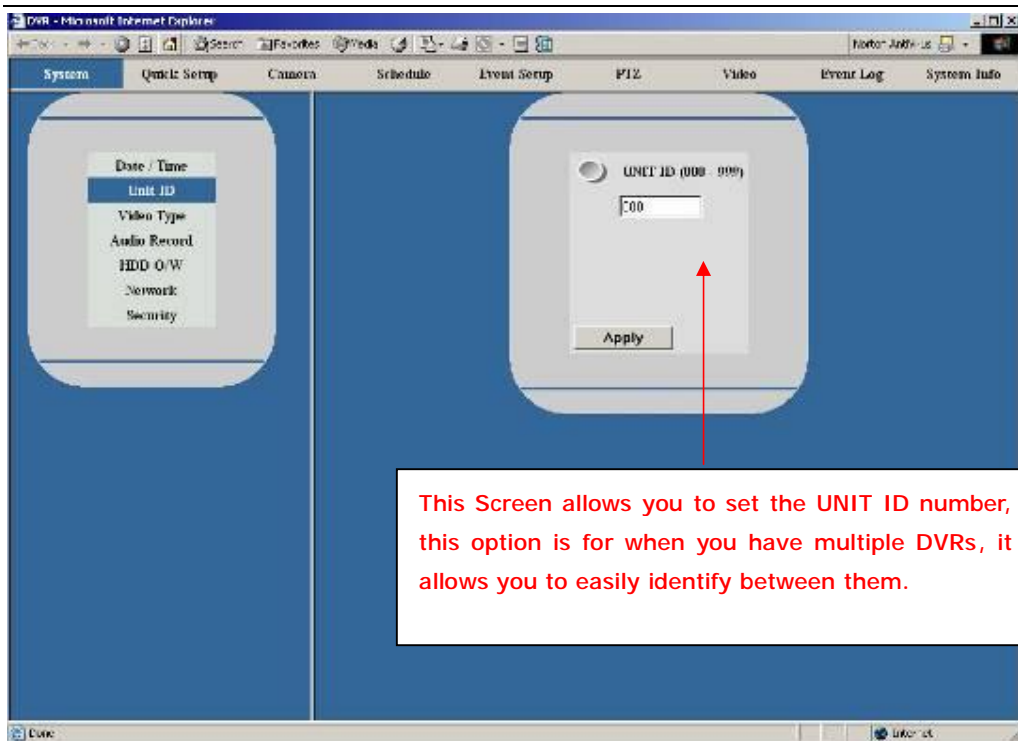 DVR - Microsoft Internet Explorer
Search Favorites Media
System Quick Setup Camera Schedule Event Setup PTZ Video Event Log System Info
Date / Time
Unit ID
Video Type
Audio Record
HDD O/W
Network
Security
UNIT ID (000 - 999)
000
Apply
This Screen allows you to set the UNIT ID number,
this option is for when you have multiple DVRs, it
allows you to easily identify between them.
Done
Internet